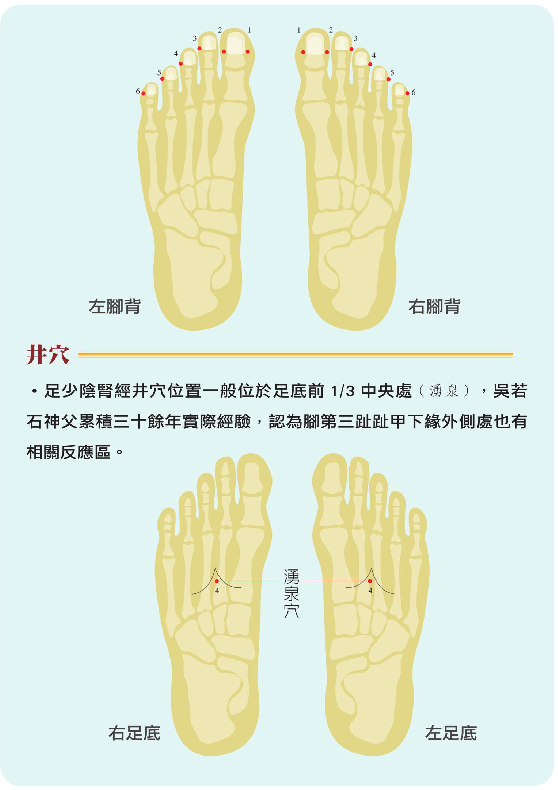 2 1 1 2
3 3
4 4
5 5
6 6
左腳背 右腳背
井穴
・足少陰腎經井穴位置一般位於足底前 1/3 中央處（湧泉），吳若
石神父累積三十餘年實際經驗，認為腳第三趾趾甲下緣外側處也有
相關反應區。
湧泉穴
4 4
右足底 左足底